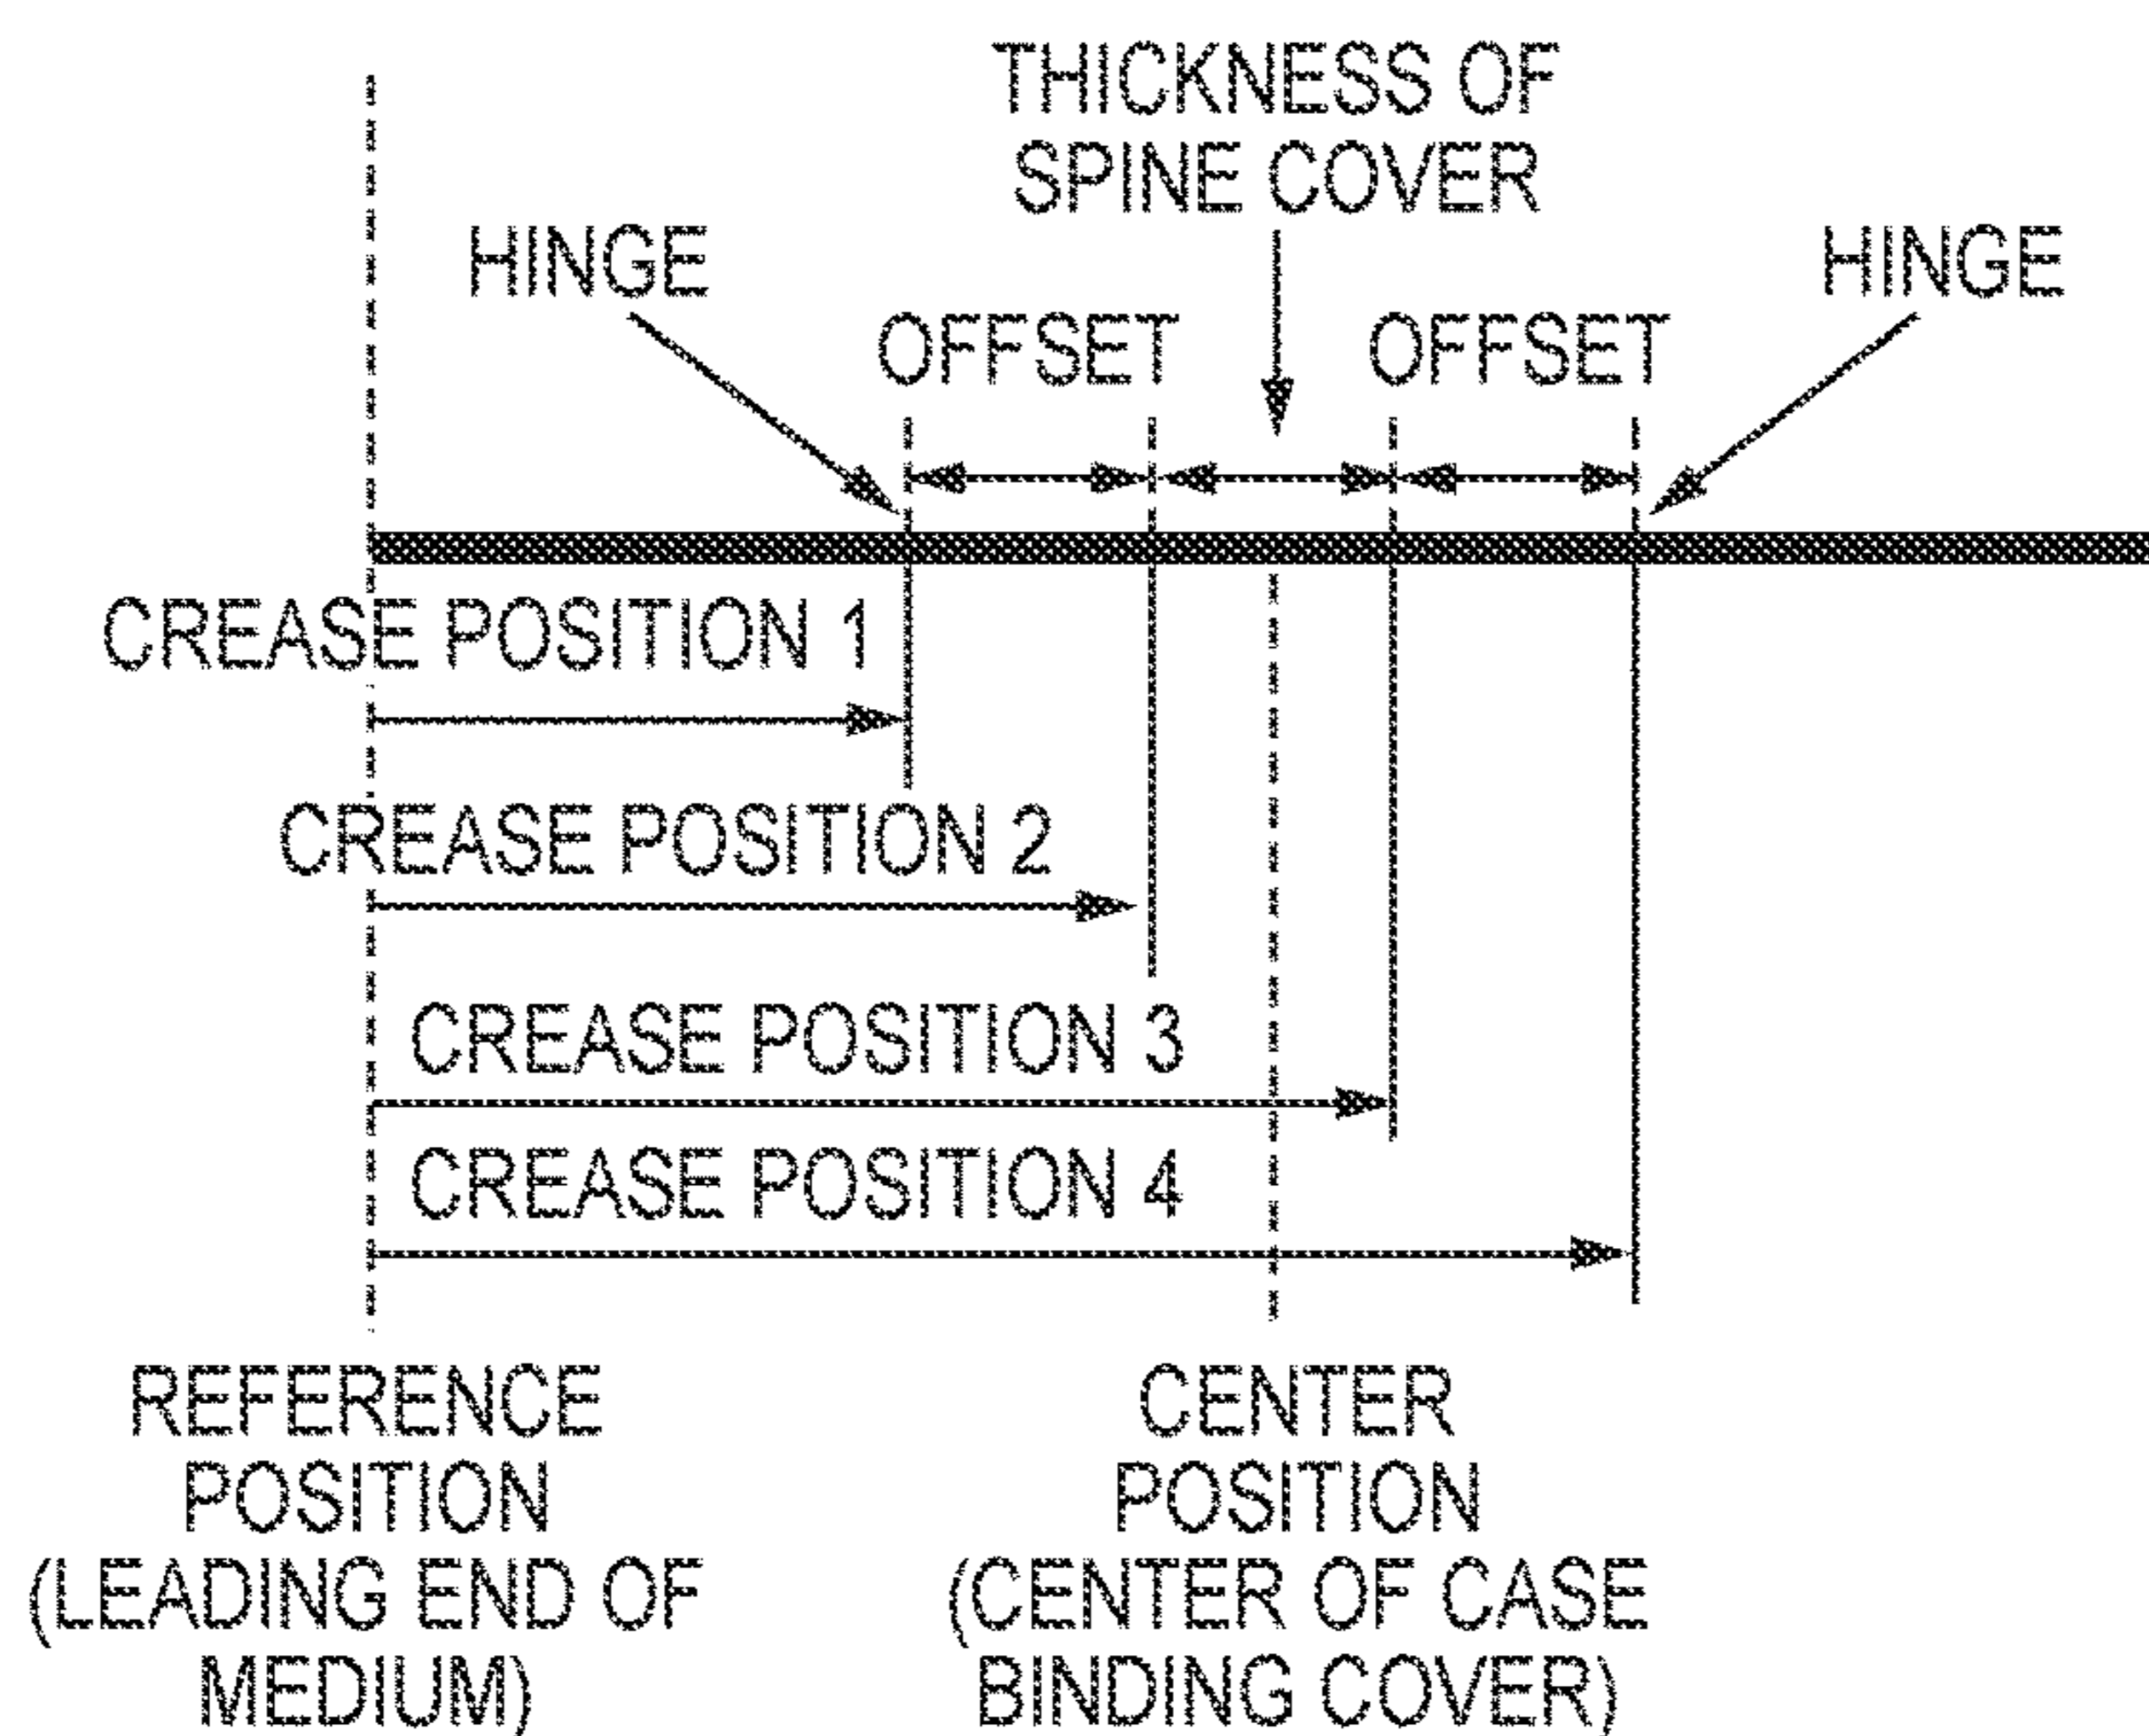 THICKNESS OF
SPINE COVER
HINGE
HINGE
OFFSET
OFFSET
CREASE POSITION 1
CREASE POSITION 2
CREASE POSITION 3
CREASE POSITION 4
REFERENCE
POSITION
(LEADING END OF
MEDIUM)
CENTER
POSITION
(CENTER OF CASE
BINDING COVER)